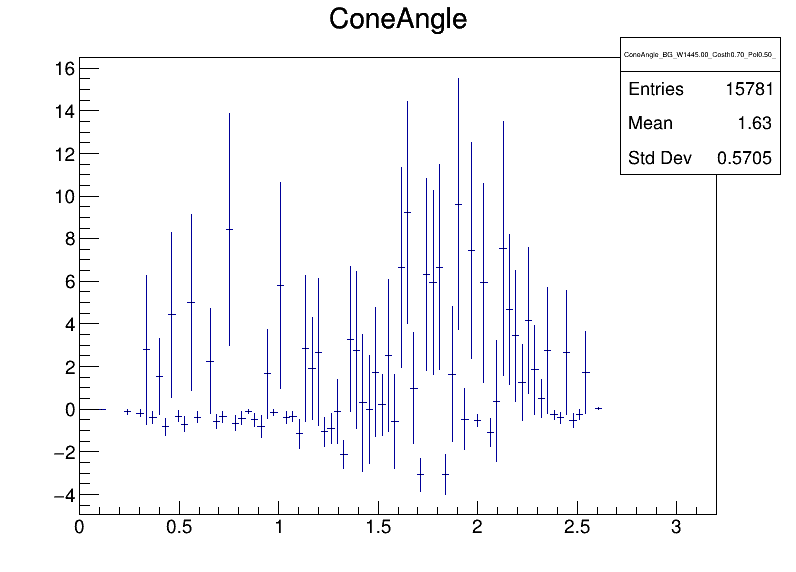 ConeAngle
ConeAngle_BG_W1445.00_Costh0.70_Pol0.50_
Entries 15781
Mean 1.63
Std Dev 0.5705
16
14
12
10
8
6
4
2
0
−2
−4
0 0.5 1 1.5 2 2.5 3